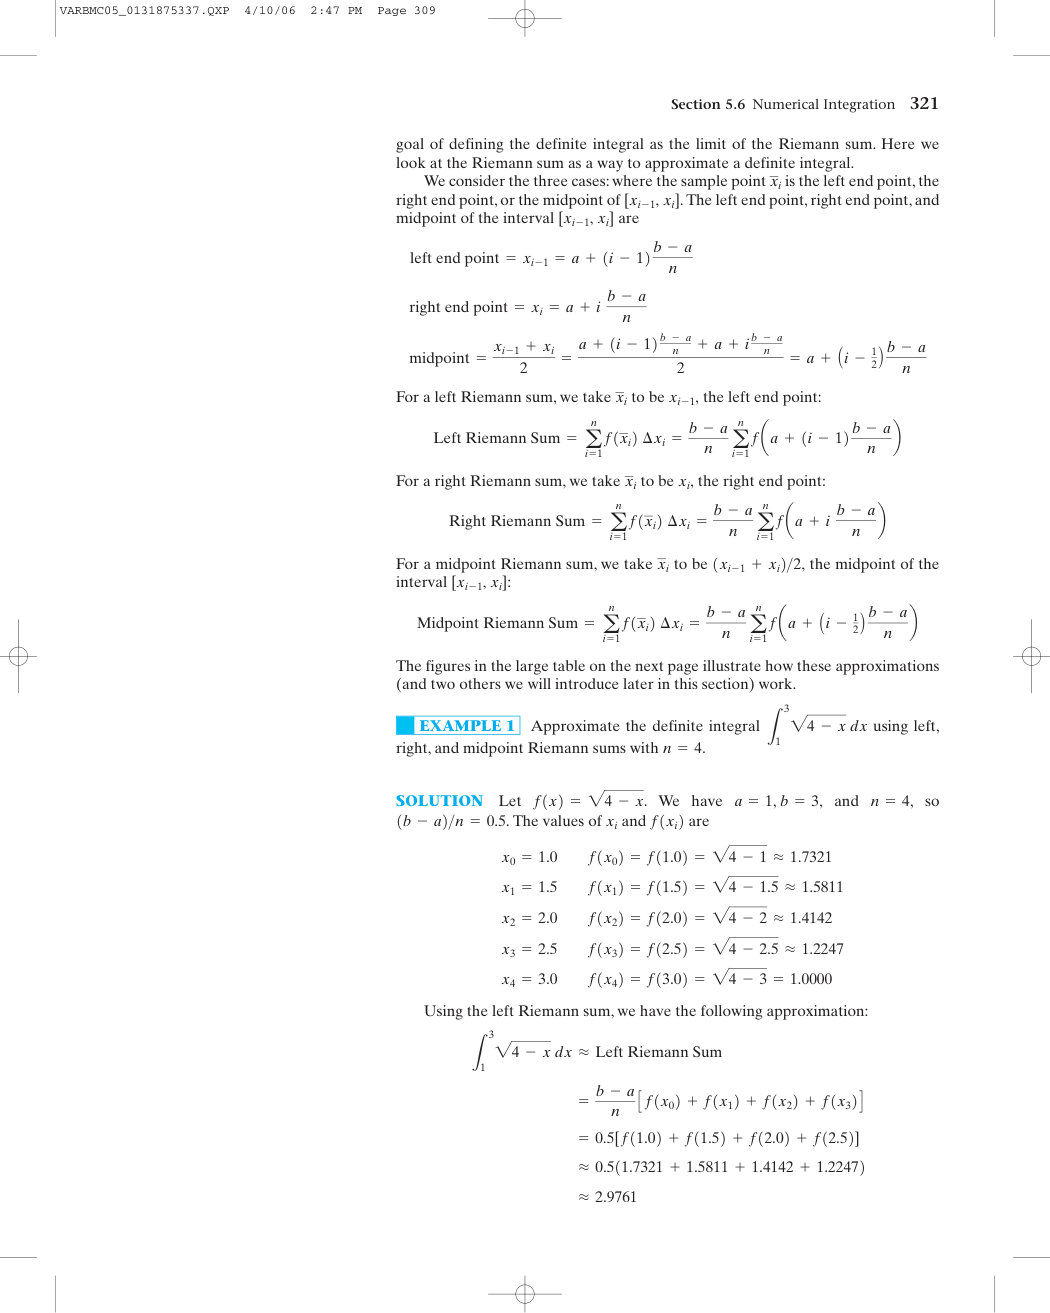 VARBMC05_0131875337.QXP 4/10/06 2:47 PM Page 309
Section 5.6 Numerical Integration 321
goal of defining the definite integral as the limit of the Riemann sum. Here we
look at the Riemann sum as a way to approximate a definite integral.
We consider the three cases: where the sample point x̅ᵢ is the left end point, the
right end point, or the midpoint of [xᵢ₋₁, xᵢ]. The left end point, right end point, and
midpoint of the interval [xᵢ₋₁, xᵢ] are
left end point = xᵢ₋₁ = a + (i − 1) (b − a)/n
right end point = xᵢ = a + i (b − a)/n
midpoint = (xᵢ₋₁ + xᵢ)/2 = (a + (i − 1) (b − a)/n + a + i (b − a)/n)/2 = a + (i − 1/2) (b − a)/n
For a left Riemann sum, we take x̅ᵢ to be xᵢ₋₁, the left end point:
Left Riemann Sum = ∑ᵢ₌₁ⁿ f(x̅ᵢ) Δxᵢ = (b − a)/n ∑ᵢ₌₁ⁿ f(a + (i − 1) (b − a)/n)
For a right Riemann sum, we take x̅ᵢ to be xᵢ, the right end point:
Right Riemann Sum = ∑ᵢ₌₁ⁿ f(x̅ᵢ) Δxᵢ = (b − a)/n ∑ᵢ₌₁ⁿ f(a + i (b − a)/n)
For a midpoint Riemann sum, we take x̅ᵢ to be (xᵢ₋₁ + xᵢ)/2, the midpoint of the
interval [xᵢ₋₁, xᵢ]:
Midpoint Riemann Sum = ∑ᵢ₌₁ⁿ f(x̅ᵢ) Δxᵢ = (b − a)/n ∑ᵢ₌₁ⁿ f(a + (i − 1/2) (b − a)/n)
The figures in the large table on the next page illustrate how these approximations
(and two others we will introduce later in this section) work.
EXAMPLE 1 Approximate the definite integral ∫₁³ √(4 − x) dx using left,
right, and midpoint Riemann sums with n = 4.
SOLUTION Let f(x) = √(4 − x). We have a = 1, b = 3, and n = 4, so
(b − a)/n = 0.5. The values of xᵢ and f(xᵢ) are
x₀ = 1.0 f(x₀) = f(1.0) = √(4 − 1) ≈ 1.7321
x₁ = 1.5 f(x₁) = f(1.5) = √(4 − 1.5) ≈ 1.5811
x₂ = 2.0 f(x₂) = f(2.0) = √(4 − 2) ≈ 1.4142
x₃ = 2.5 f(x₃) = f(2.5) = √(4 − 2.5) ≈ 1.2247
x₄ = 3.0 f(x₄) = f(3.0) = √(4 − 3) = 1.0000
Using the left Riemann sum, we have the following approximation:
∫₁³ √(4 − x) dx ≈ Left Riemann Sum
= (b − a)/n [f(x₀) + f(x₁) + f(x₂) + f(x₃)]
= 0.5[f(1.0) + f(1.5) + f(2.0) + f(2.5)]
≈ 0.5(1.7321 + 1.5811 + 1.4142 + 1.2247)
≈ 2.9761